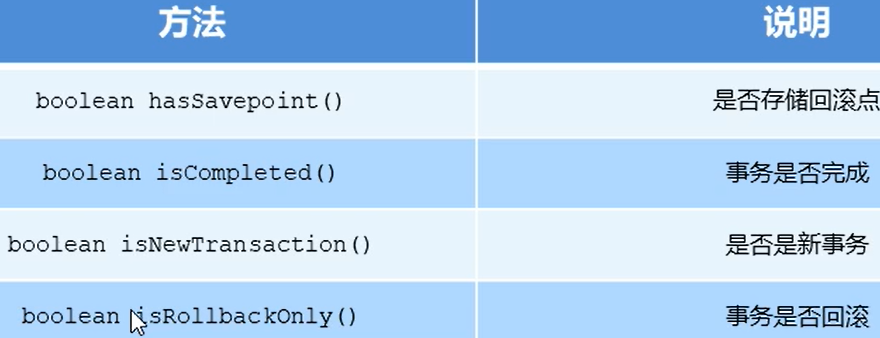 方法 说明
boolean hasSavepoint() 是否存储回滚点
boolean isCompleted() 事务是否完成
boolean isNewTransaction() 是否是新事务
boolean isRollbackOnly() 事务是否回滚